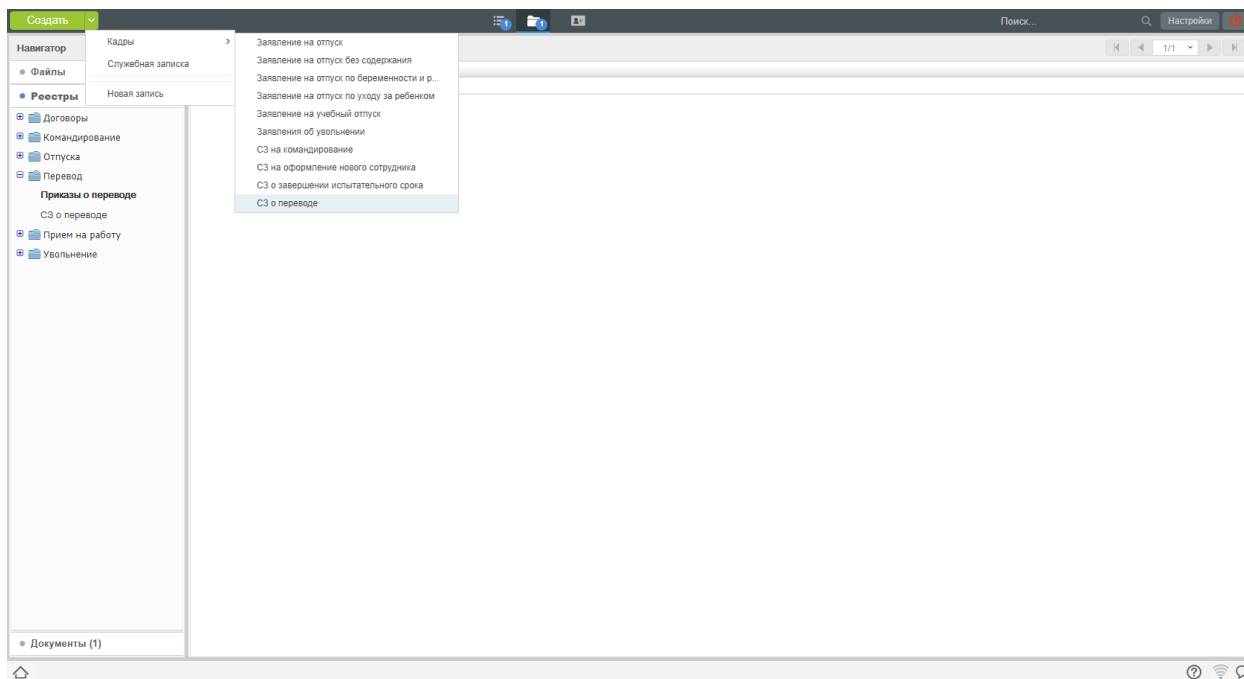 Создать
1
1
Поиск...
Настройки
Навигатор
1/1
Файлы
Реестры
Договоры
Командирование
Отпуска
Перевод
Приказы о переводе
СЗ о переводе
Прием на работу
Увольнение
Кадры
Служебная записка
Новая запись
Заявление на отпуск
Заявление на отпуск без содержания
Заявление на отпуск по беременности и р...
Заявление на отпуск по уходу за ребенком
Заявление на учебный отпуск
Заявления об увольнении
СЗ на командирование
СЗ на оформление нового сотрудника
СЗ о завершении испытательного срока
СЗ о переводе
Документы (1)